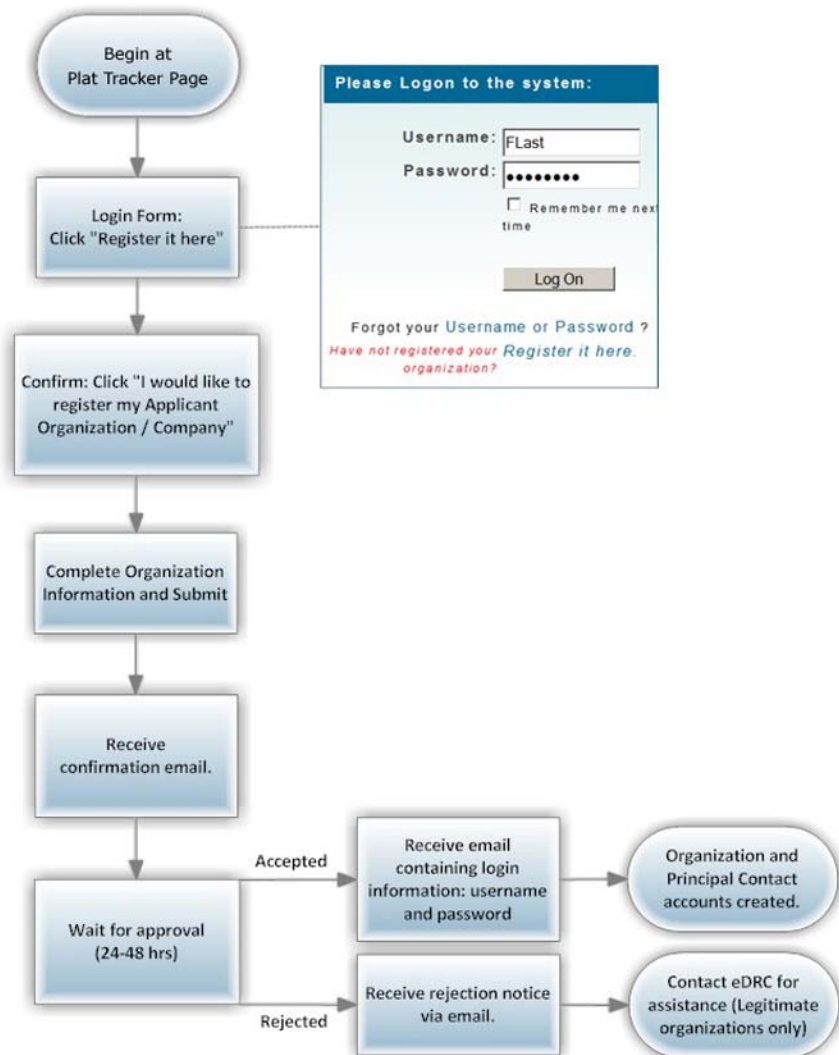 Begin at
Plat Tracker Page
Please Logon to the system:
Username: FLast
Password: ••••••••
Remember me next
time
Log On
Forgot your Username or Password ?
Have not registered your Register it here.
organization?
Login Form:
Click "Register it here"
Confirm: Click "I would like to
register my Applicant
Organization / Company"
Complete Organization
Information and Submit
Receive
confirmation email.
Wait for approval
(24-48 hrs)
Accepted
Receive email
containing login
information: username
and password
Organization and
Principal Contact
accounts created.
Rejected
Receive rejection notice
via email.
Contact eDRC for
assistance (Legitimate
organizations only)